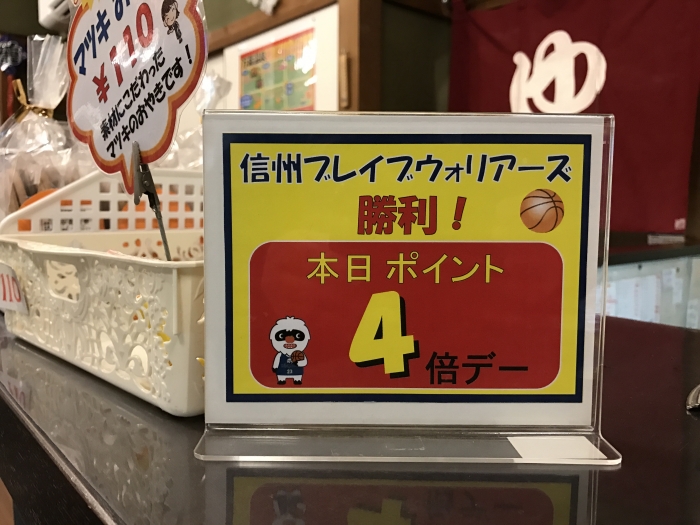 マツキ
¥110
素材にこだわった
マツキのおやきです！
110
ゆ
信州ブレイブウォリアーズ
勝利！
本日 ポイント
4倍デー